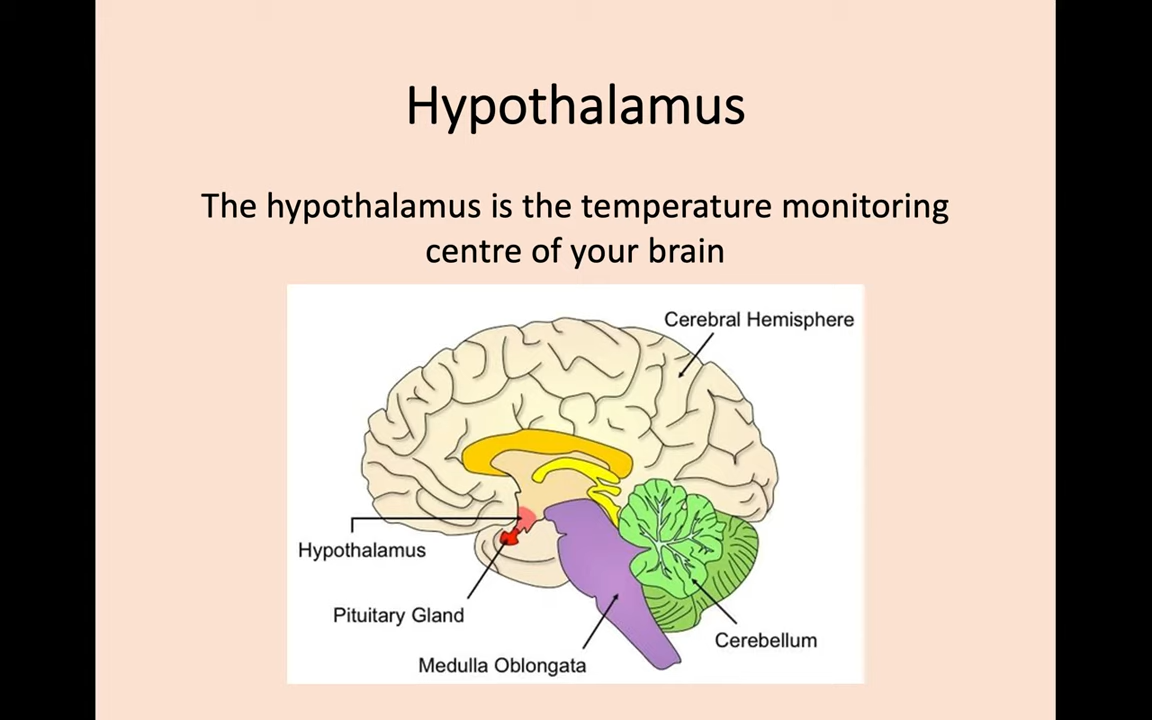 Hypothalamus
The hypothalamus is the temperature monitoring
centre of your brain
Cerebral Hemisphere
Hypothalamus
Pituitary Gland
Cerebellum
Medulla Oblongata